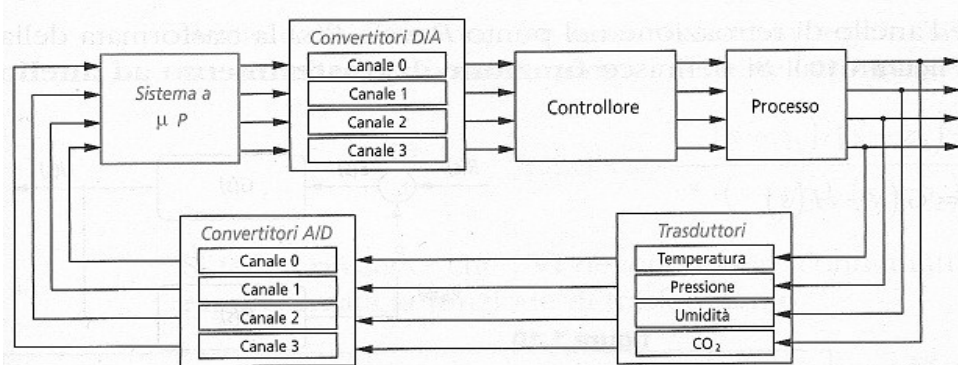 Convertitori D/A
Sistema a
μ P
Canale 0
Canale 1
Canale 2
Canale 3
Controllore
Processo
Convertitori A/D
Canale 0
Canale 1
Canale 2
Canale 3
Trasduttori
Temperatura
Pressione
Umidità
CO₂